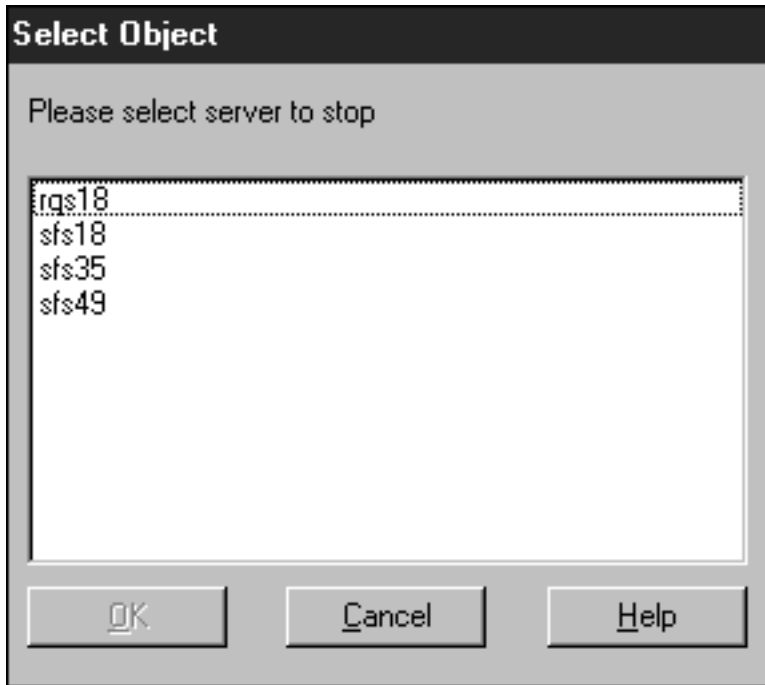 Select Object
Please select server to stop
rqs18
sfs18
sfs35
sfs49
OK Cancel Help